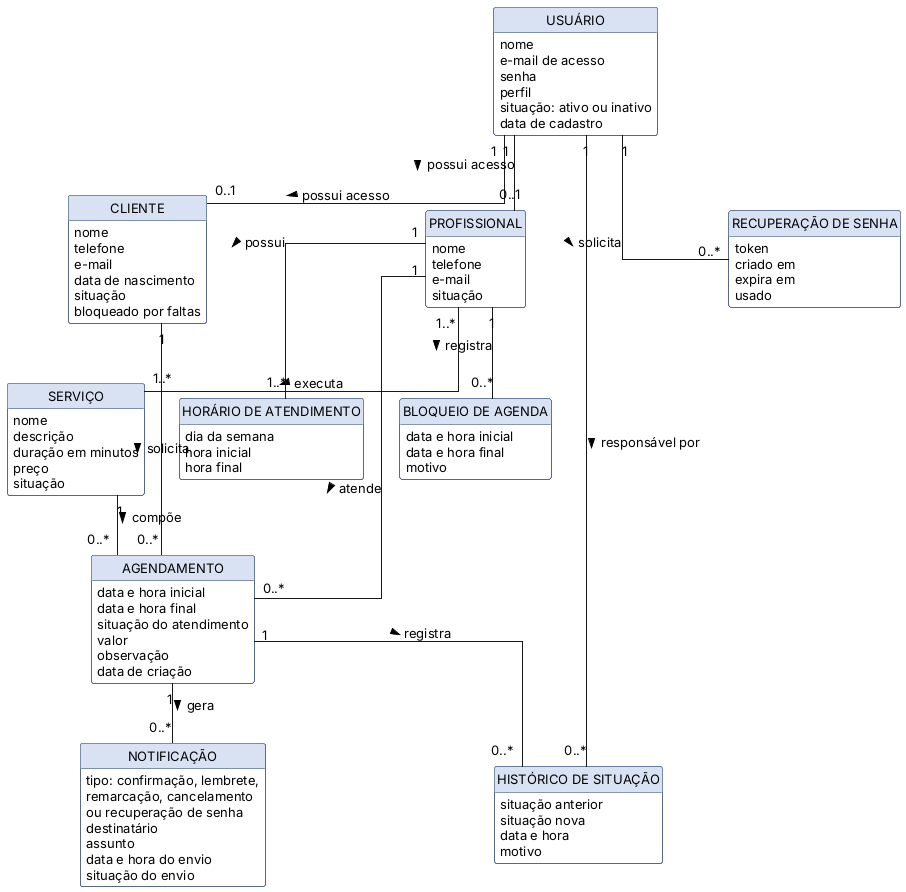 USUÁRIO
nome
e-mail de acesso
senha
perfil
situação: ativo ou inativo
data de cadastro
1
1
1
1
possui acesso
possui acesso
0..1
0..1
CLIENTE
nome
telefone
e-mail
data de nascimento
situação
bloqueado por faltas
PROFISSIONAL
nome
telefone
e-mail
situação
RECUPERAÇÃO DE SENHA
token
criado em
expira em
usado
1
possui
solicita
0..*
1
1..*
1
registra
1
1..*
1..*
executa
0..*
SERVIÇO
nome
descrição
duração em minutos
preço
situação
HORÁRIO DE ATENDIMENTO
dia da semana
hora inicial
hora final
BLOQUEIO DE AGENDA
data e hora inicial
data e hora final
motivo
solicita
responsável por
atende
1
compõe
0..*
0..*
AGENDAMENTO
data e hora inicial
data e hora final
situação do atendimento
valor
observação
data de criação
0..*
1
registra
1
gera
0..*
0..*
0..*
NOTIFICAÇÃO
tipo: confirmação, lembrete,
remarcação, cancelamento
ou recuperação de senha
destinatário
assunto
data e hora do envio
situação do envio
HISTÓRICO DE SITUAÇÃO
situação anterior
situação nova
data e hora
motivo